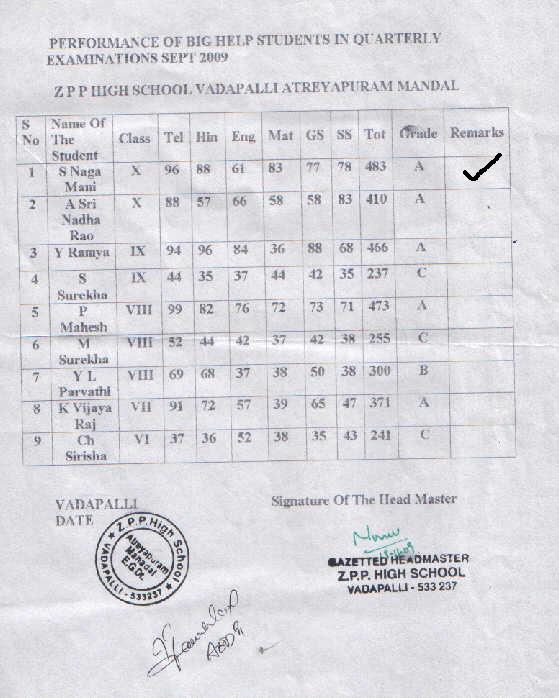 PERFORMANCE OF BIG HELP STUDENTS IN QUARTERLY
EXAMINATIONS SEPT 2009
Z P P HIGH SCHOOL VADAPALLI ATREYAPURAM MANDAL
S No Name Of The Student Class Tel Hin Eng Mat GS SS Tot Grade Remarks
1 S Naga Mani X 96 88 61 83 77 78 483 A
2 A Sri Nadha Rao X 88 57 66 58 58 83 410 A
3 Y Ramya IX 94 96 84 36 88 68 466 A
4 S Surekha IX 44 35 37 44 42 35 237 C
5 P Mahesh VIII 99 82 76 72 73 71 473 A
6 M Surekha VIII 52 44 42 37 42 38 255 C
7 Y L Parvathi VIII 69 68 37 38 50 38 300 B
8 K Vijaya Raj VII 91 72 57 39 65 47 371 A
9 Ch Sirisha VI 37 36 52 38 35 43 241 C
VADAPALLI
DATE
Signature Of The Head Master
Z.P.P. High School
Atreyapuram
Mandal
E.G.Dt.
VADAPALLI - 533237
GAZETTED HEADMASTER
Z.P.P. HIGH SCHOOL
VADAPALLI - 533 237